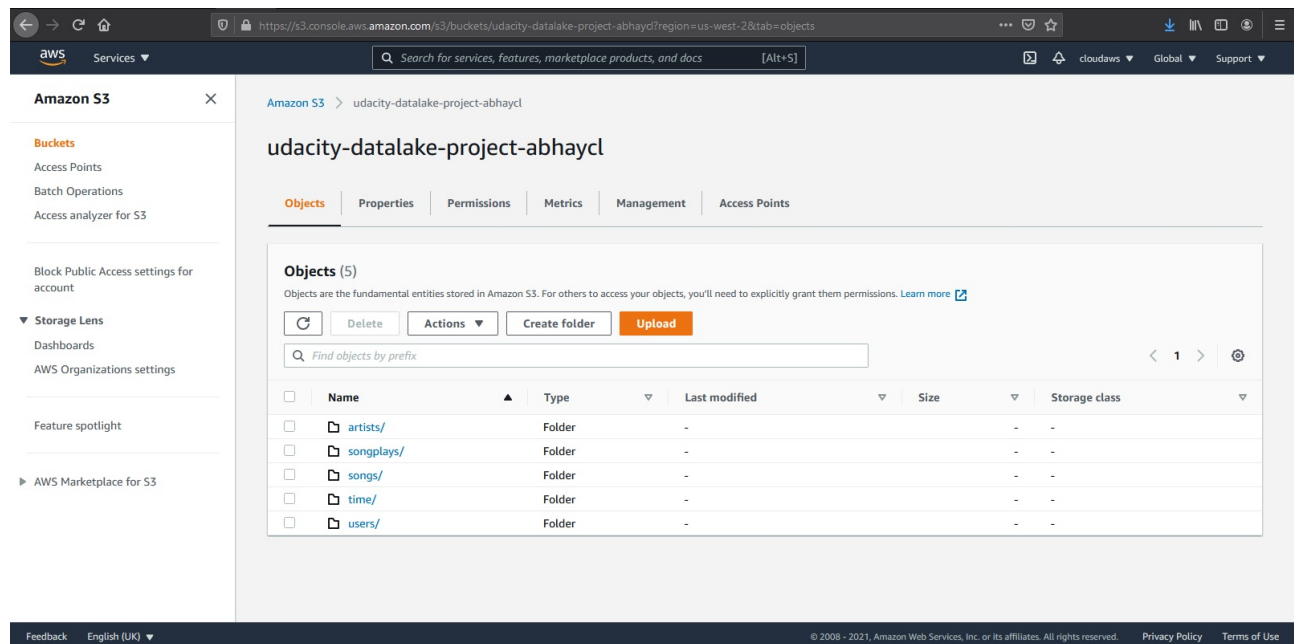 https://s3.console.aws.amazon.com/s3/buckets/udacity-datalake-project-abhaycl?region=us-west-2&tab=objects
aws Services Search for services, features, marketplace products, and docs [Alt+S] cloudaws Global Support
Amazon S3
Buckets
Access Points
Batch Operations
Access analyzer for S3
Block Public Access settings for
account
Storage Lens
Dashboards
AWS Organizations settings
Feature spotlight
AWS Marketplace for S3
Amazon S3 > udacity-datalake-project-abhaycl
udacity-datalake-project-abhaycl
Objects Properties Permissions Metrics Management Access Points
Objects (5)
Objects are the fundamental entities stored in Amazon S3. For others to access your objects, you'll need to explicitly grant them permissions. Learn more
Delete Actions Create folder Upload
Find objects by prefix < 1 >
Name Type Last modified Size Storage class
artists/ Folder - - -
songplays/ Folder - - -
songs/ Folder - - -
time/ Folder - - -
users/ Folder - - -
Feedback English (UK) © 2008 - 2021, Amazon Web Services, Inc. or its affiliates. All rights reserved. Privacy Policy Terms of Use